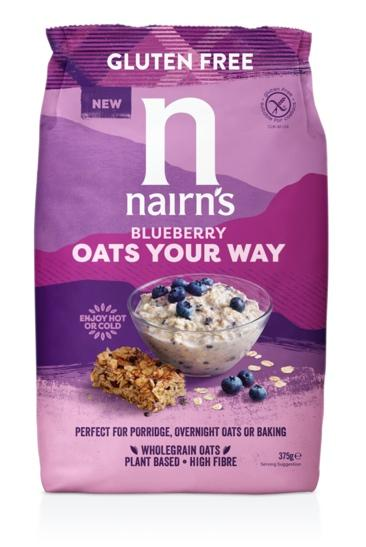 GLUTEN FREE
NEW
n
nairn's
BLUEBERRY
OATS YOUR WAY
ENJOY HOT
OR COLD
PERFECT FOR PORRIDGE, OVERNIGHT OATS OR BAKING
WHOLEGRAIN OATS
PLANT BASED • HIGH FIBRE
375g℮
Serving Suggestion